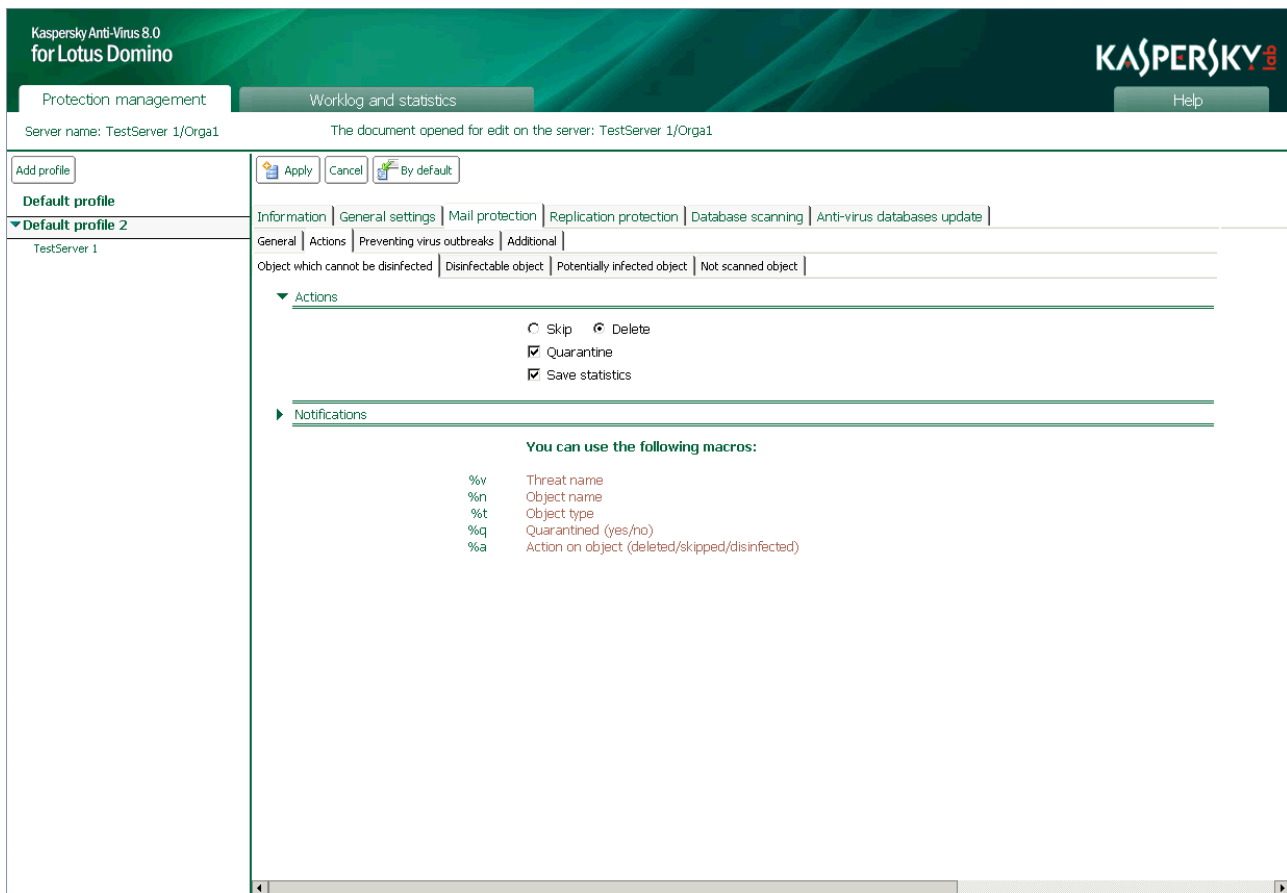 Kaspersky Anti-Virus 8.0
for Lotus Domino
KASPERSKY lab
Protection management
Worklog and statistics
Help
Server name: TestServer 1/Orga1
The document opened for edit on the server: TestServer 1/Orga1
Add profile
Apply
Cancel
By default
Default profile
Default profile 2
TestServer 1
Information
General settings
Mail protection
Replication protection
Database scanning
Anti-virus databases update
General
Actions
Preventing virus outbreaks
Additional
Object which cannot be disinfected
Disinfectable object
Potentially infected object
Not scanned object
Actions
Skip
Delete
Quarantine
Save statistics
Notifications
You can use the following macros:
%v Threat name
%n Object name
%t Object type
%q Quarantined (yes/no)
%a Action on object (deleted/skipped/disinfected)